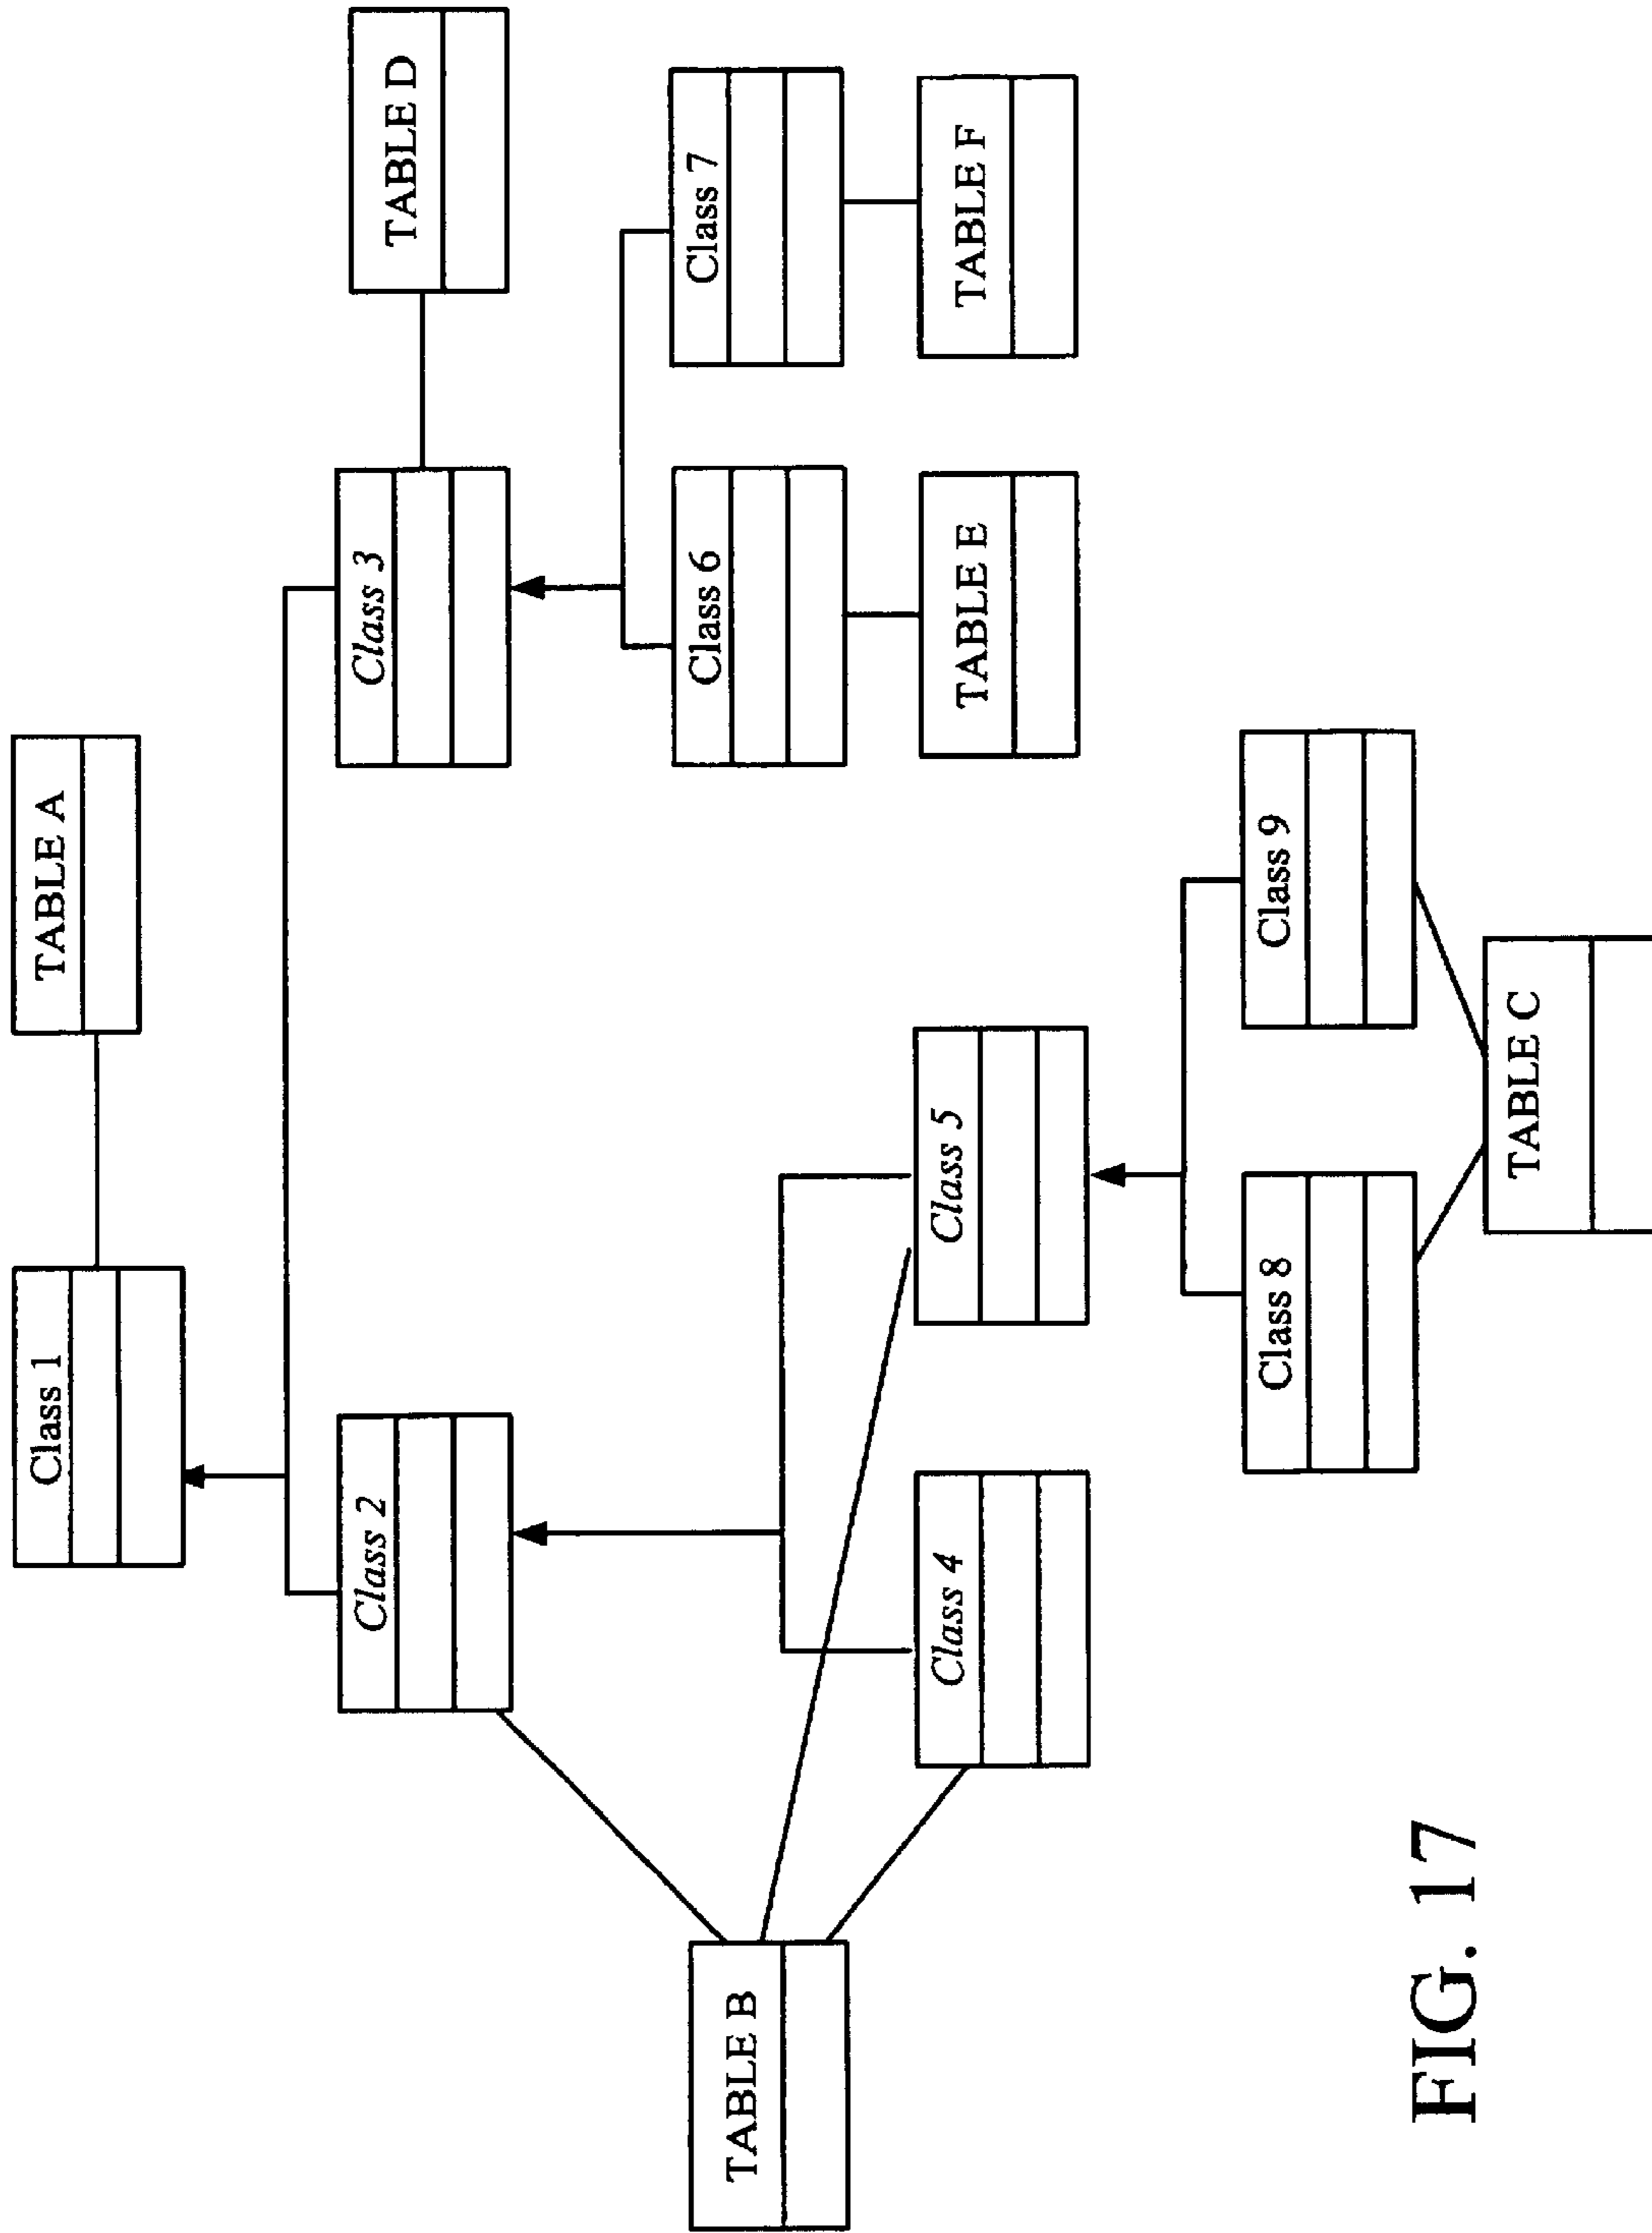 Class 1
TABLE A
TABLE D
Class 2
Class 3
TABLE B
Class 6
Class 7
Class 4
Class 5
TABLE E
TABLE F
Class 8
Class 9
TABLE C
FIG. 17